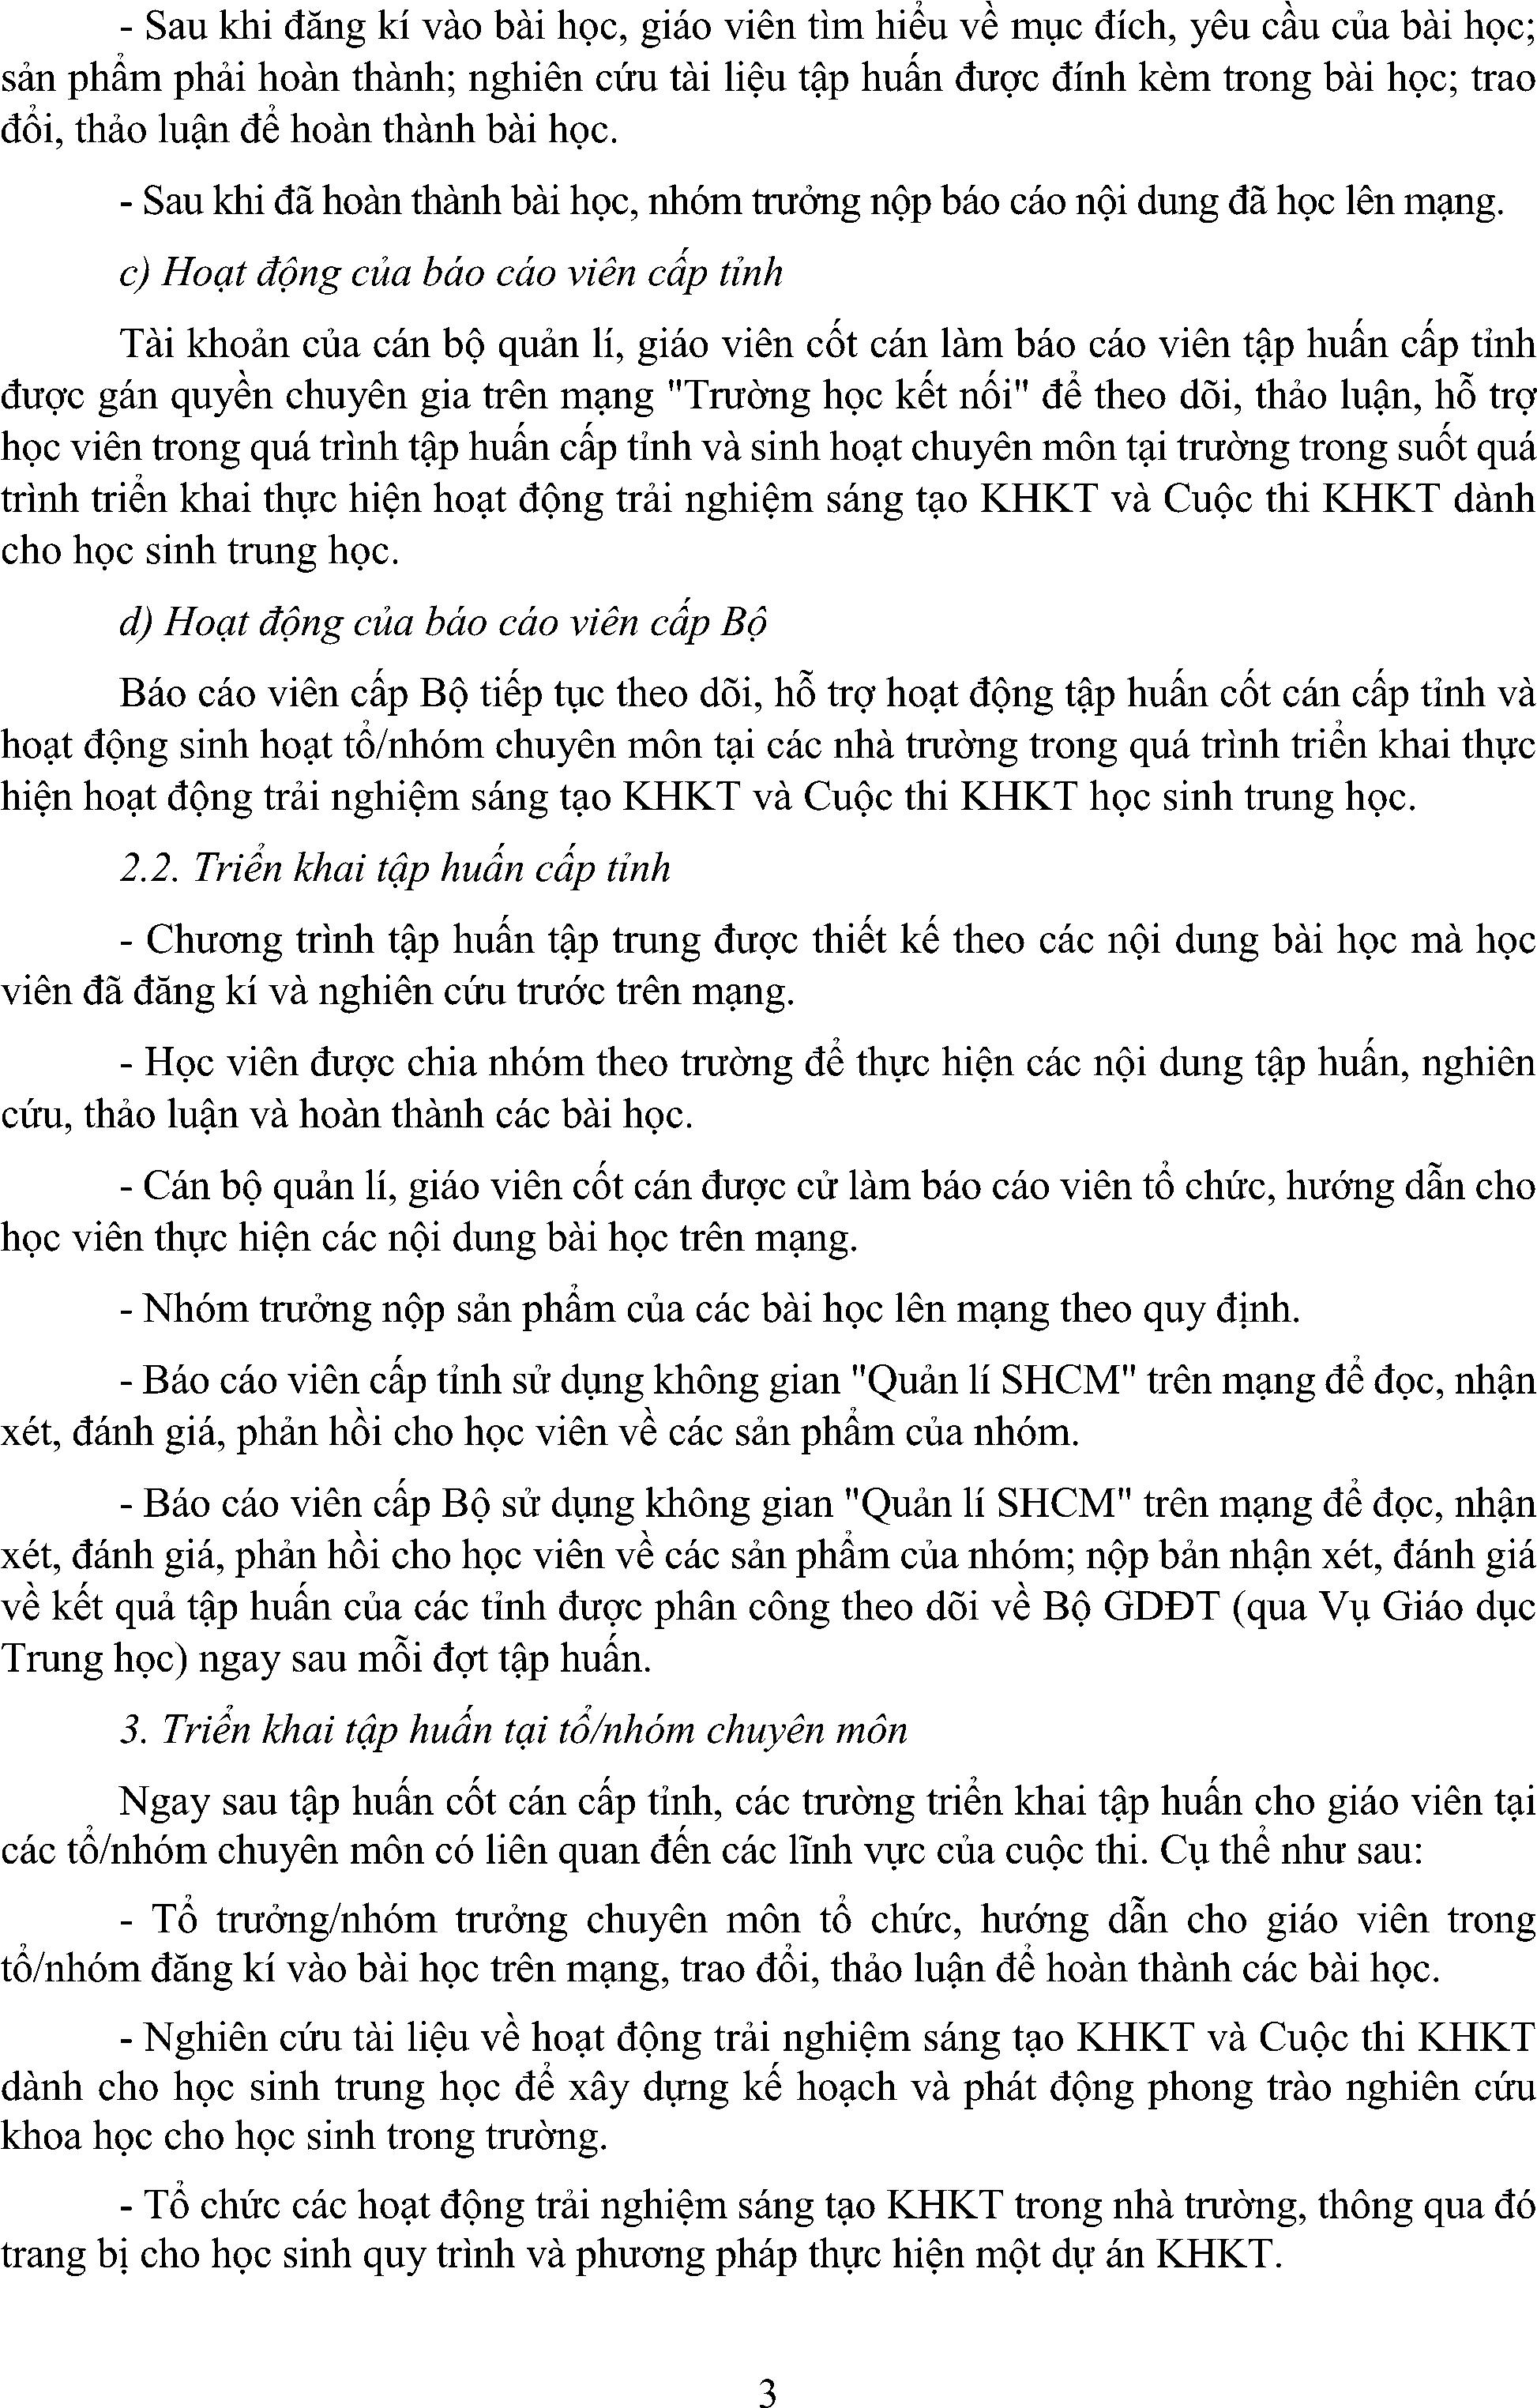 - Sau khi đăng kí vào bài học, giáo viên tìm hiểu về mục đích, yêu cầu của bài học;
sản phẩm phải hoàn thành; nghiên cứu tài liệu tập huấn được đính kèm trong bài học; trao
đổi, thảo luận để hoàn thành bài học.
- Sau khi đã hoàn thành bài học, nhóm trưởng nộp báo cáo nội dung đã học lên mạng.
c) Hoạt động của báo cáo viên cấp tỉnh
Tài khoản của cán bộ quản lí, giáo viên cốt cán làm báo cáo viên tập huấn cấp tỉnh
được gán quyền chuyên gia trên mạng "Trường học kết nối" để theo dõi, thảo luận, hỗ trợ
học viên trong quá trình tập huấn cấp tỉnh và sinh hoạt chuyên môn tại trường trong suốt quá
trình triển khai thực hiện hoạt động trải nghiệm sáng tạo KHKT và Cuộc thi KHKT dành
cho học sinh trung học.
d) Hoạt động của báo cáo viên cấp Bộ
Báo cáo viên cấp Bộ tiếp tục theo dõi, hỗ trợ hoạt động tập huấn cốt cán cấp tỉnh và
hoạt động sinh hoạt tổ/nhóm chuyên môn tại các nhà trường trong quá trình triển khai thực
hiện hoạt động trải nghiệm sáng tạo KHKT và Cuộc thi KHKT học sinh trung học.
2.2. Triển khai tập huấn cấp tỉnh
- Chương trình tập huấn tập trung được thiết kế theo các nội dung bài học mà học
viên đã đăng kí và nghiên cứu trước trên mạng.
- Học viên được chia nhóm theo trường để thực hiện các nội dung tập huấn, nghiên
cứu, thảo luận và hoàn thành các bài học.
- Cán bộ quản lí, giáo viên cốt cán được cử làm báo cáo viên tổ chức, hướng dẫn cho
học viên thực hiện các nội dung bài học trên mạng.
- Nhóm trưởng nộp sản phẩm của các bài học lên mạng theo quy định.
- Báo cáo viên cấp tỉnh sử dụng không gian "Quản lí SHCM" trên mạng để đọc, nhận
xét, đánh giá, phản hồi cho học viên về các sản phẩm của nhóm.
- Báo cáo viên cấp Bộ sử dụng không gian "Quản lí SHCM" trên mạng để đọc, nhận
xét, đánh giá, phản hồi cho học viên về các sản phẩm của nhóm; nộp bản nhận xét, đánh giá
về kết quả tập huấn của các tỉnh được phân công theo dõi về Bộ GDĐT (qua Vụ Giáo dục
Trung học) ngay sau mỗi đợt tập huấn.
3. Triển khai tập huấn tại tổ/nhóm chuyên môn
Ngay sau tập huấn cốt cán cấp tỉnh, các trường triển khai tập huấn cho giáo viên tại
các tổ/nhóm chuyên môn có liên quan đến các lĩnh vực của cuộc thi. Cụ thể như sau:
- Tổ trưởng/nhóm trưởng chuyên môn tổ chức, hướng dẫn cho giáo viên trong
tổ/nhóm đăng kí vào bài học trên mạng, trao đổi, thảo luận để hoàn thành các bài học.
- Nghiên cứu tài liệu về hoạt động trải nghiệm sáng tạo KHKT và Cuộc thi KHKT
dành cho học sinh trung học để xây dựng kế hoạch và phát động phong trào nghiên cứu
khoa học cho học sinh trong trường.
- Tổ chức các hoạt động trải nghiệm sáng tạo KHKT trong nhà trường, thông qua đó
trang bị cho học sinh quy trình và phương pháp thực hiện một dự án KHKT.
3